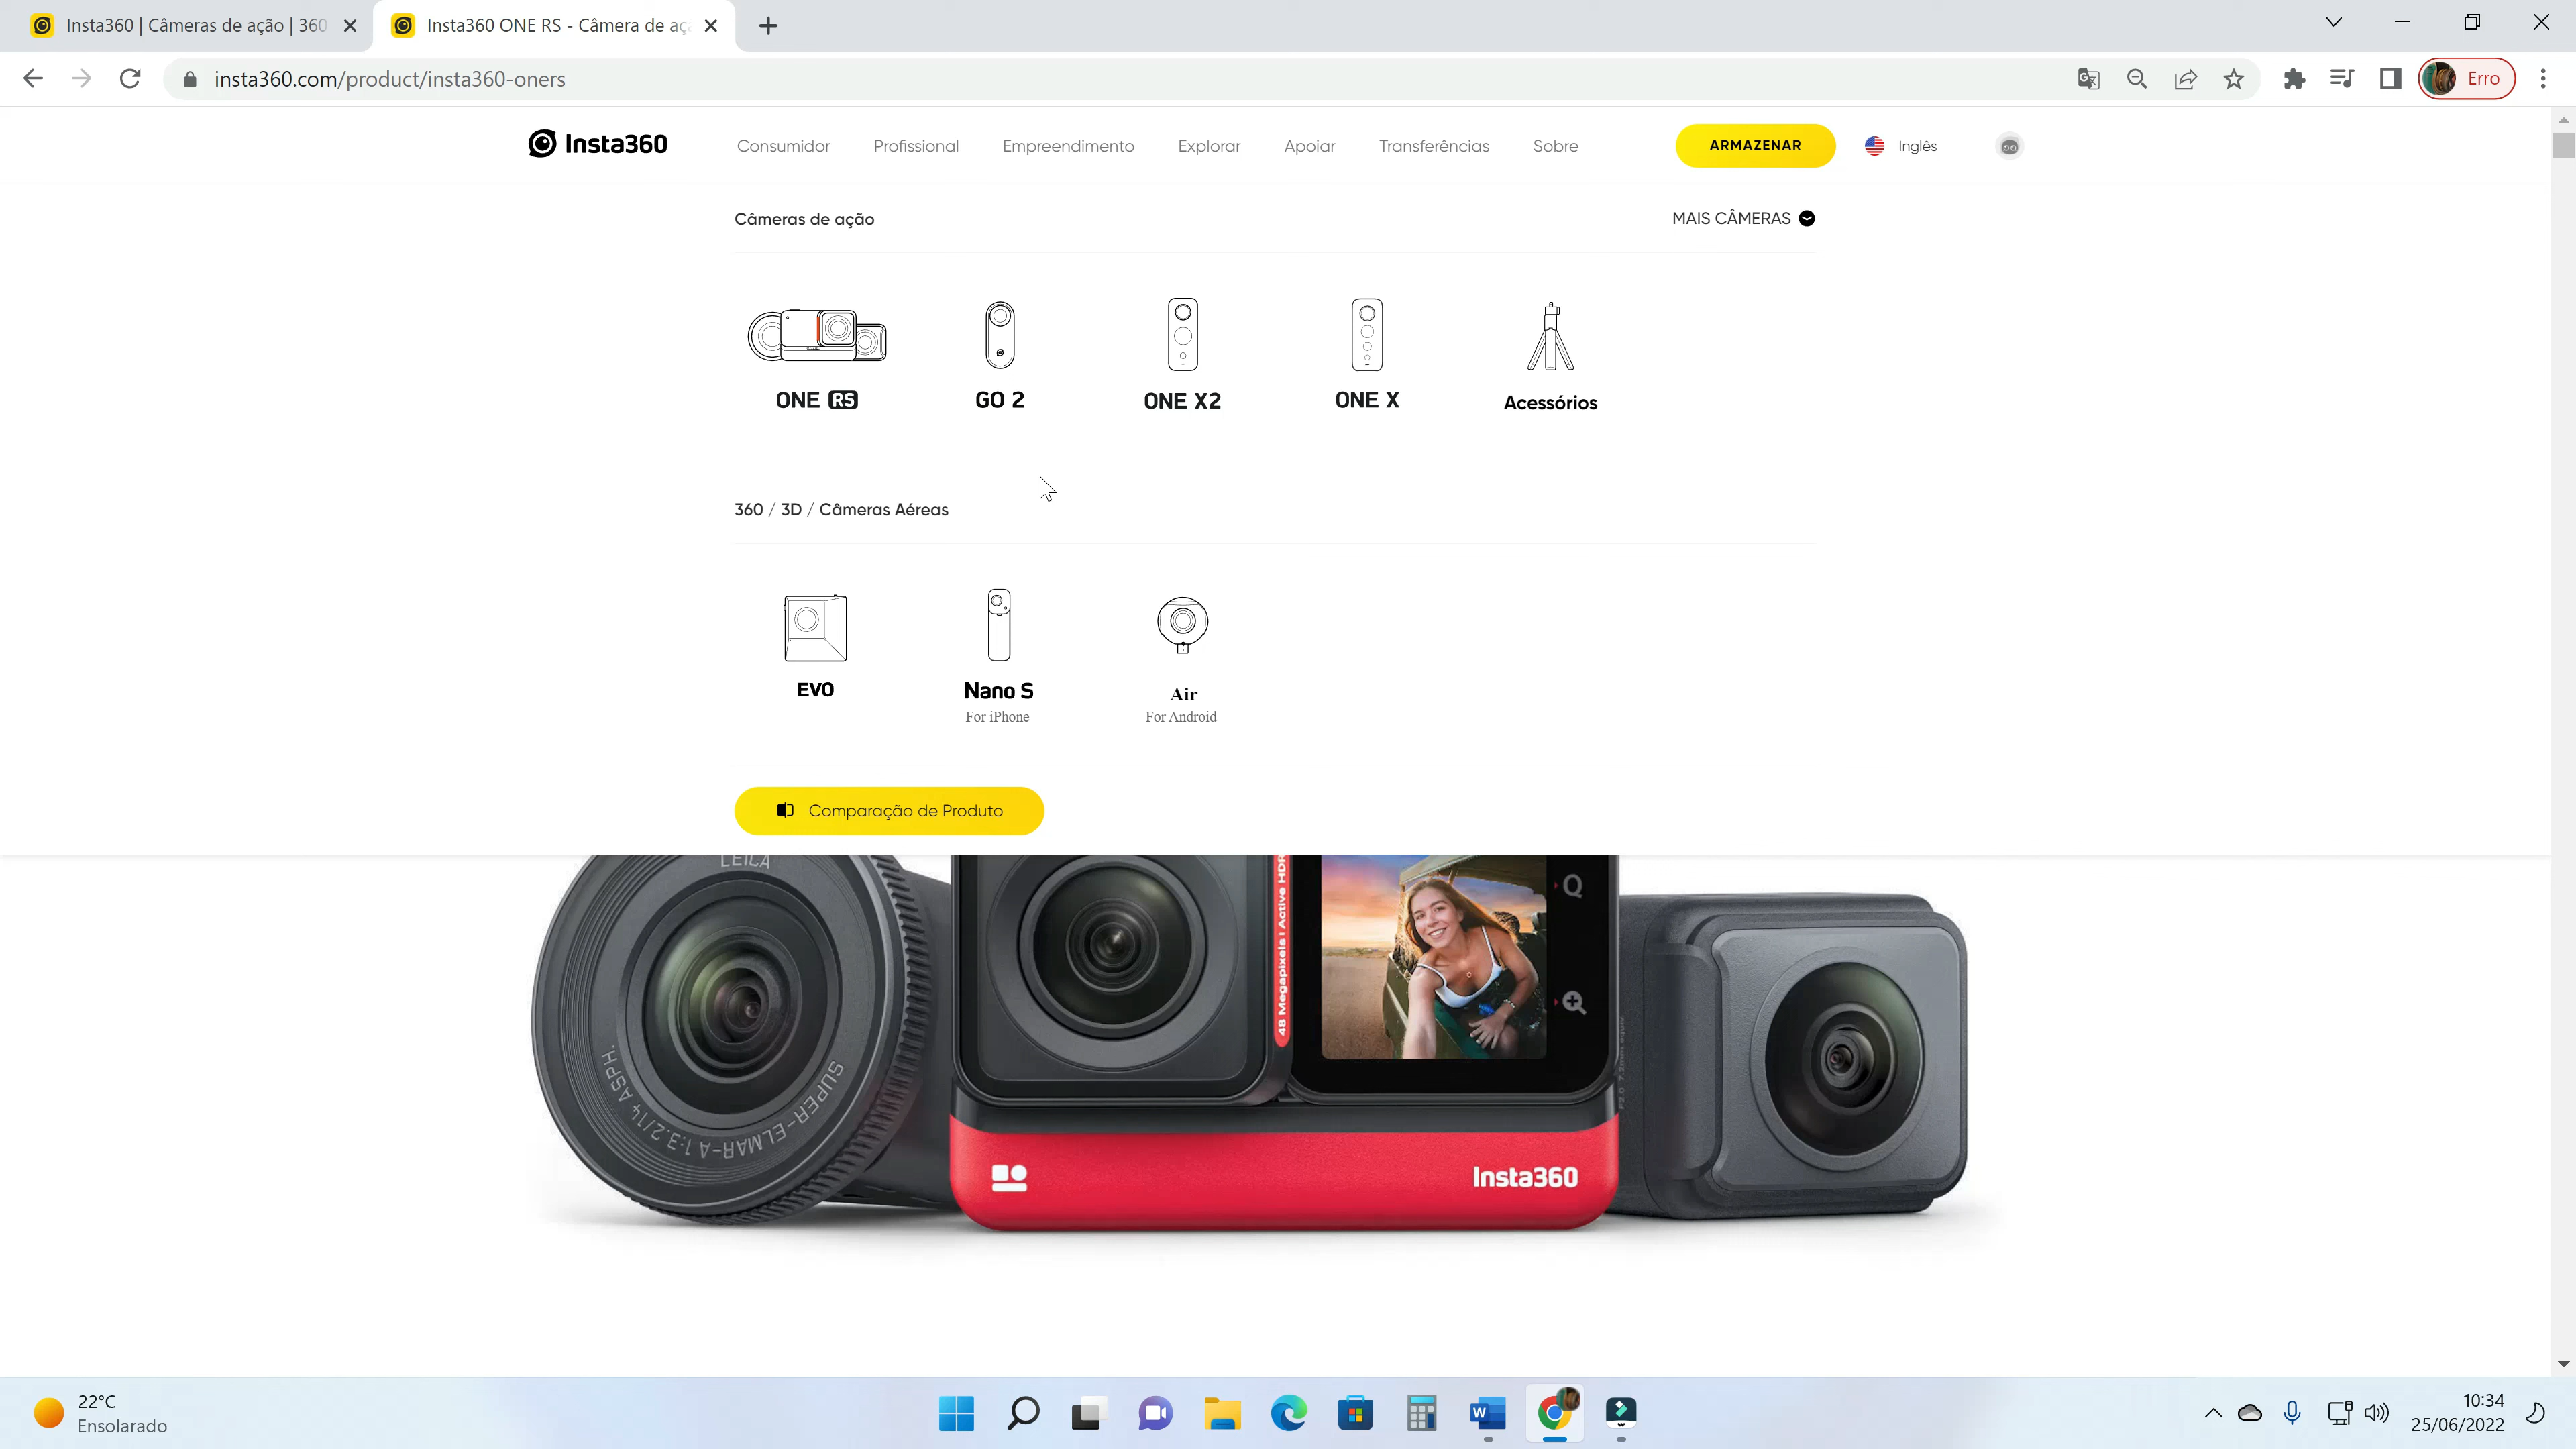 Insta360 | Câmeras de ação | 360
Insta360 ONE RS - Câmera de aç
insta360.com/product/insta360-oners
Erro
Insta360
Consumidor
Profissional
Empreendimento
Explorar
Apoiar
Transferências
Sobre
ARMAZENAR
Inglês
Câmeras de ação
MAIS CÂMERAS
ONE RS
GO 2
ONE X2
ONE X
Acessórios
360 / 3D / Câmeras Aéreas
EVO
Nano S
For iPhone
Air
For Android
Comparação de Produto
LEICA
SUPER-ELMAR-A 1:3.2/14 ASPH.
48 Megapixels | Active HDR
Q
Insta360
22°C
Ensolarado
10:34
25/06/2022